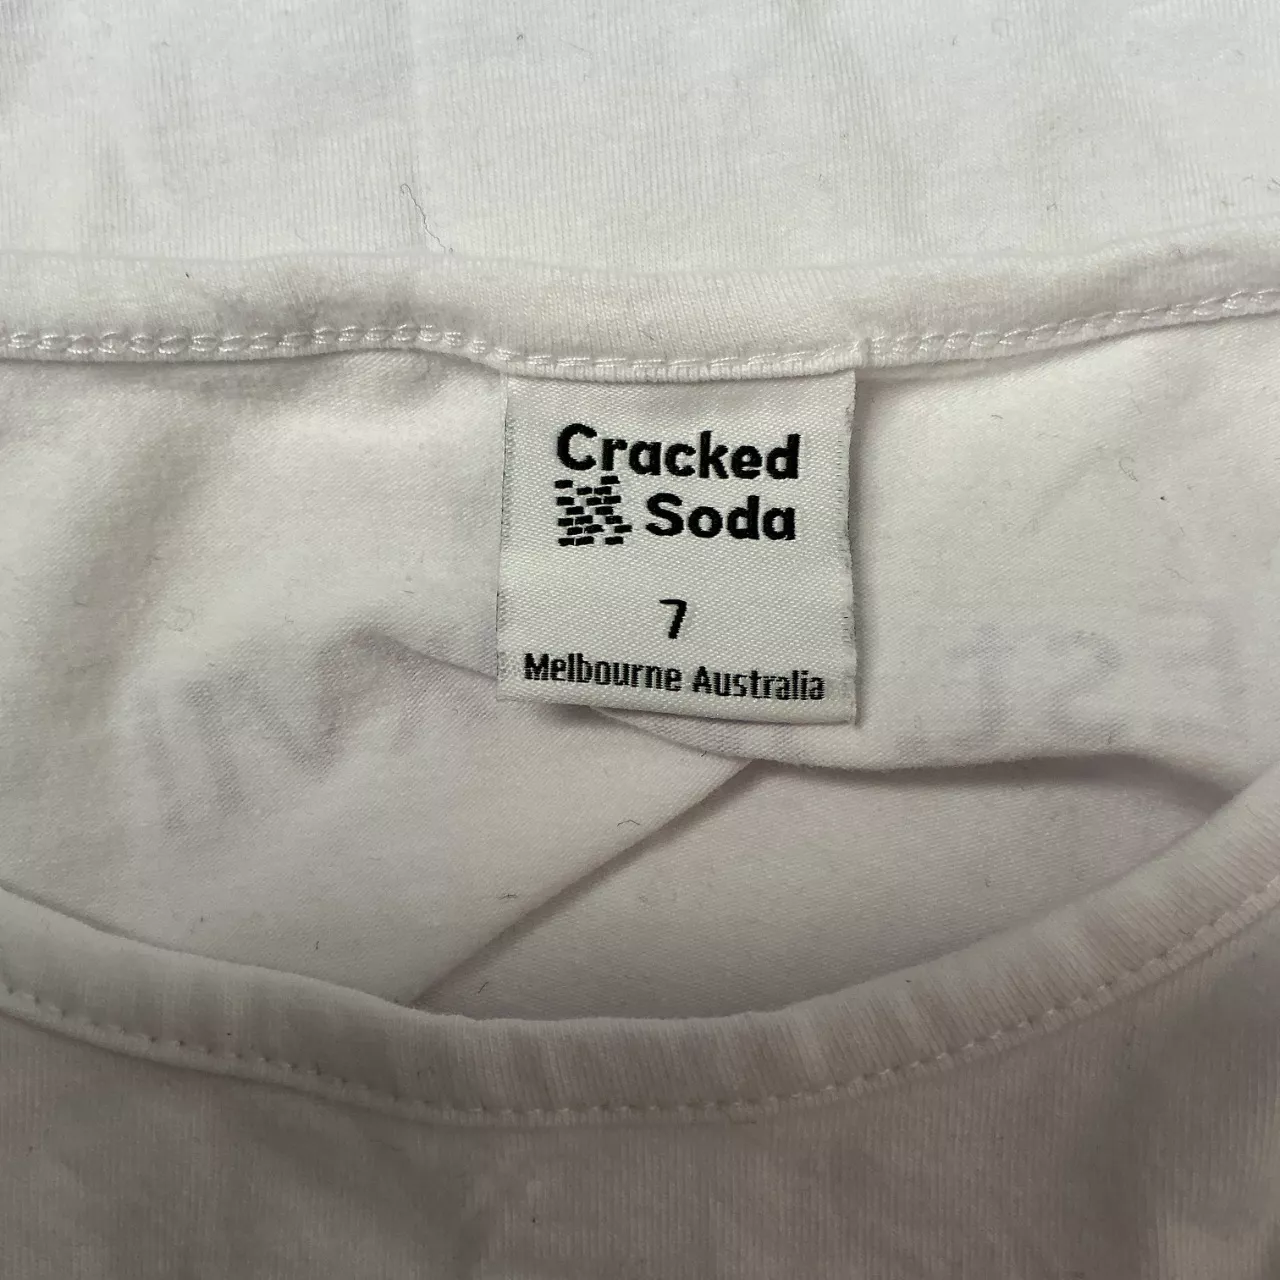 Cracked
Soda
7
Melbourne Australia